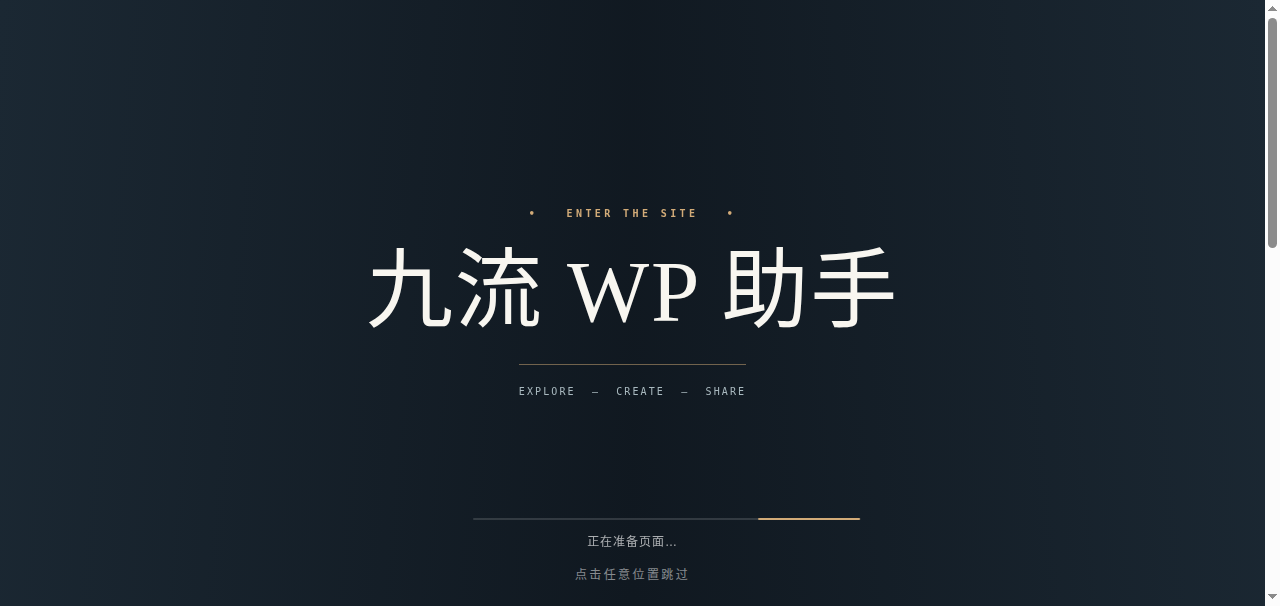 • ENTER THE SITE •
九流 WP 助手
EXPLORE — CREATE — SHARE
正在准备页面...
点击任意位置跳过